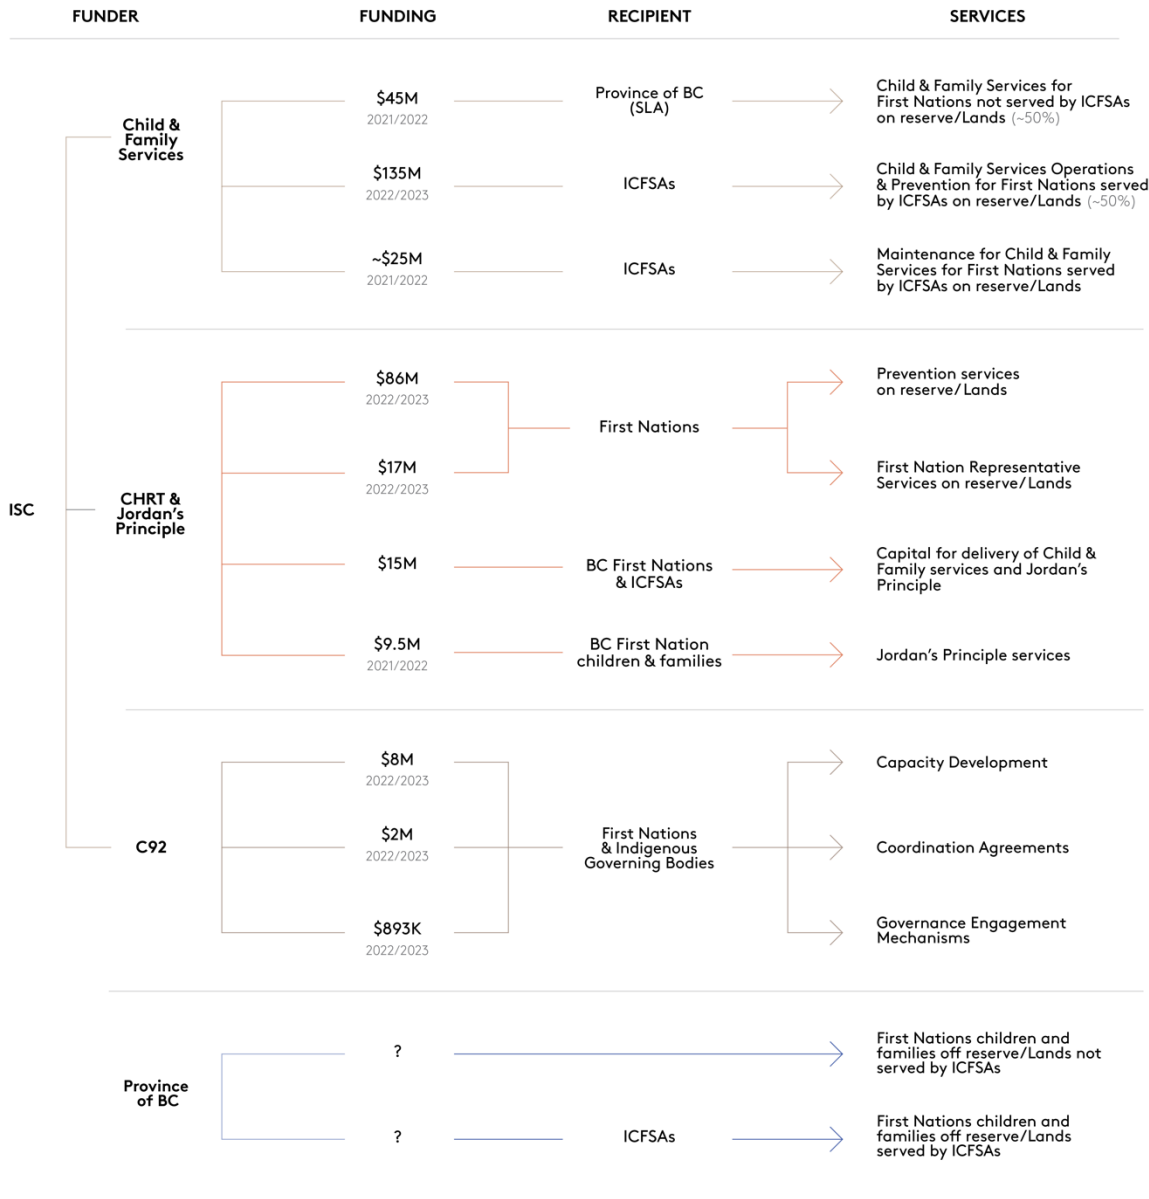 FUNDER FUNDING RECIPIENT SERVICES
Child &
Family
Services
$45M
2021/2022
Province of BC
(SLA)
Child & Family Services for
First Nations not served by ICFSAs
on reserve/Lands (~50%)
$135M
2022/2023
ICFSAs
Child & Family Services Operations
& Prevention for First Nations served
by ICFSAs on reserve/Lands (~50%)
~$25M
2021/2022
ICFSAs
Maintenance for Child & Family
Services for First Nations served
by ICFSAs on reserve/Lands
ISC
CHRT &
Jordan's
Principle
$86M
2022/2023
$17M
2022/2023
First Nations
Prevention services
on reserve/Lands
First Nation Representative
Services on reserve/Lands
$15M
BC First Nations
& ICFSAs
Capital for delivery of Child &
Family services and Jordan's
Principle
$9.5M
2021/2022
BC First Nation
children & families
Jordan's Principle services
C92
$8M
2022/2023
$2M
2022/2023
$893K
2022/2023
First Nations
& Indigenous
Governing Bodies
Capacity Development
Coordination Agreements
Governance Engagement
Mechanisms
Province
of BC
?
First Nations children and
families off reserve/Lands not
served by ICFSAs
?
ICFSAs
First Nations children and
families off reserve/Lands
served by ICFSAs